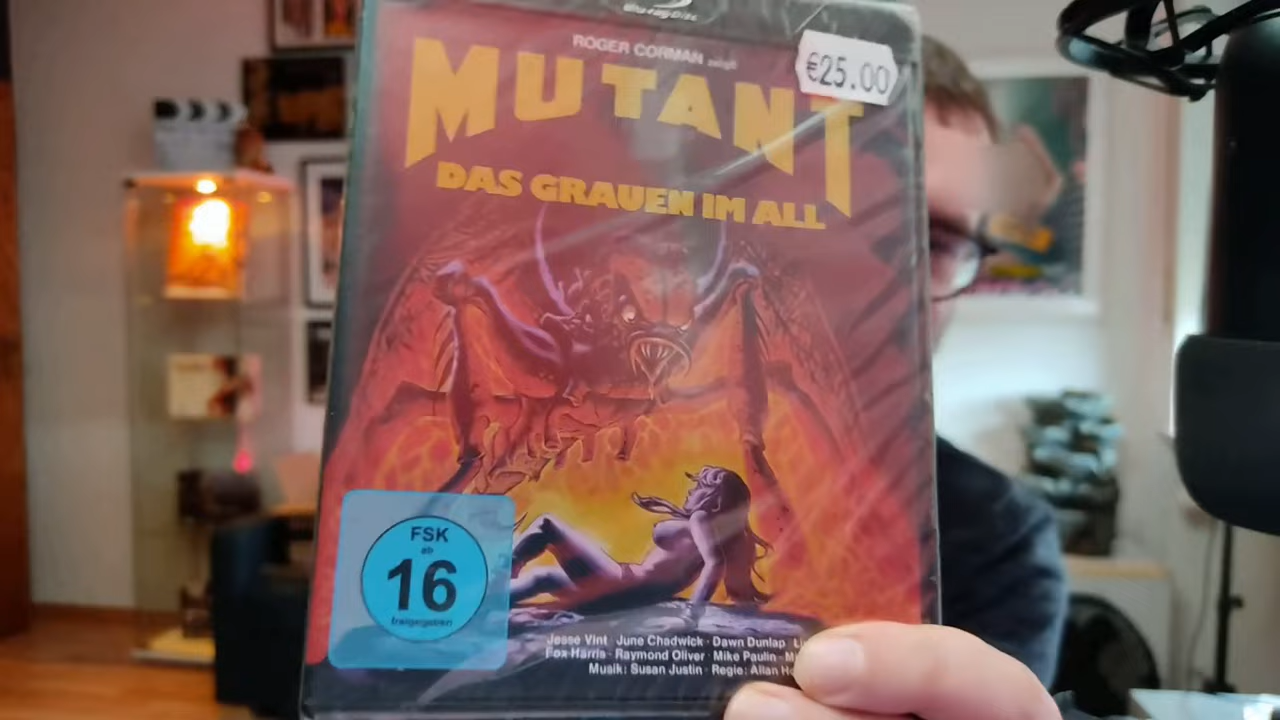 Blu-ray Disc
ROGER CORMAN zeigt
€25.00
MUTANT
DAS GRAUEN IM ALL
FSK
ab
16
freigegeben
Jesse Vint · June Chadwick · Dawn Dunlap
Fox Harris · Raymond Oliver · Mike Paulin
Musik: Susan Justin · Regie: Allan